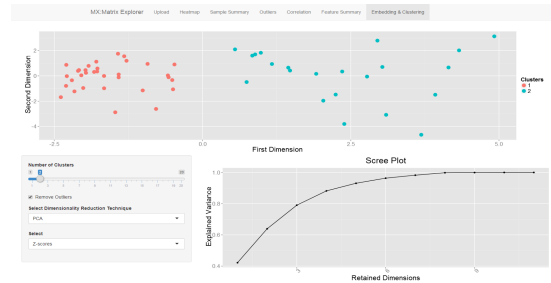 MX-Matrix Explorer Upload Heatmap Sample Summary Outliers Correlation Feature Summary Embedding & Clustering
Second Dimension
2
0
-2
-4
-2.5 0.0 2.5 5.0
First Dimension
Clusters
1
2
Number of Clusters
1 2 20
Remove Outliers
Select Dimensionality Reduction Technique
PCA
Select
Z-scores
Scree Plot
Explained Variance
1.0
0.8
0.6
0.4
Retained Dimensions